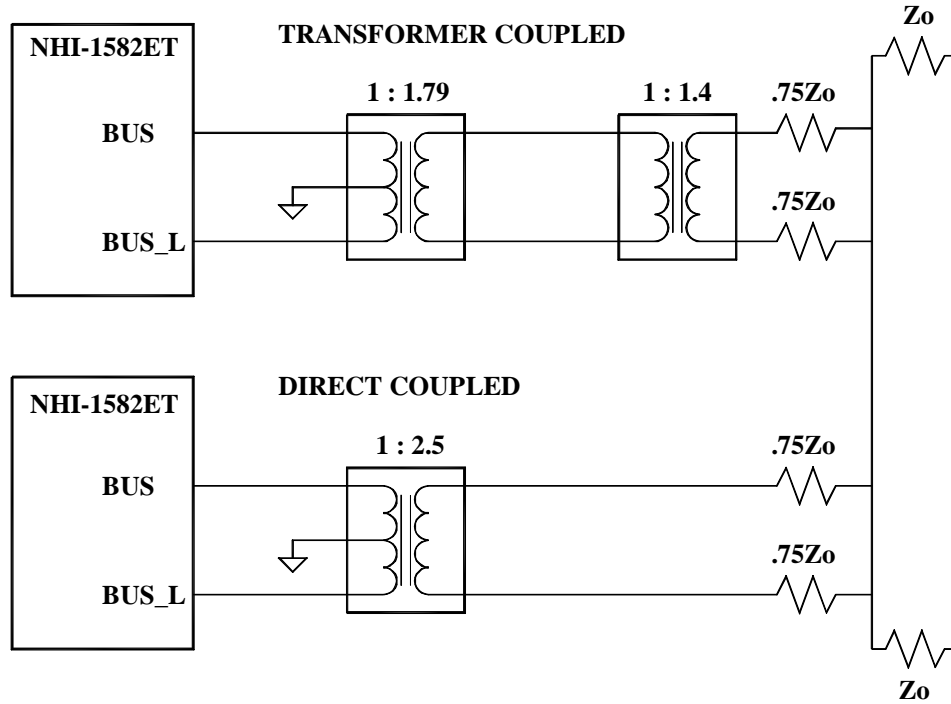 Zo
TRANSFORMER COUPLED
NHI-1582ET
1 : 1.79
1 : 1.4
.75Zo
BUS
.75Zo
BUS_L
DIRECT COUPLED
NHI-1582ET
1 : 2.5
.75Zo
BUS
.75Zo
BUS_L
Zo